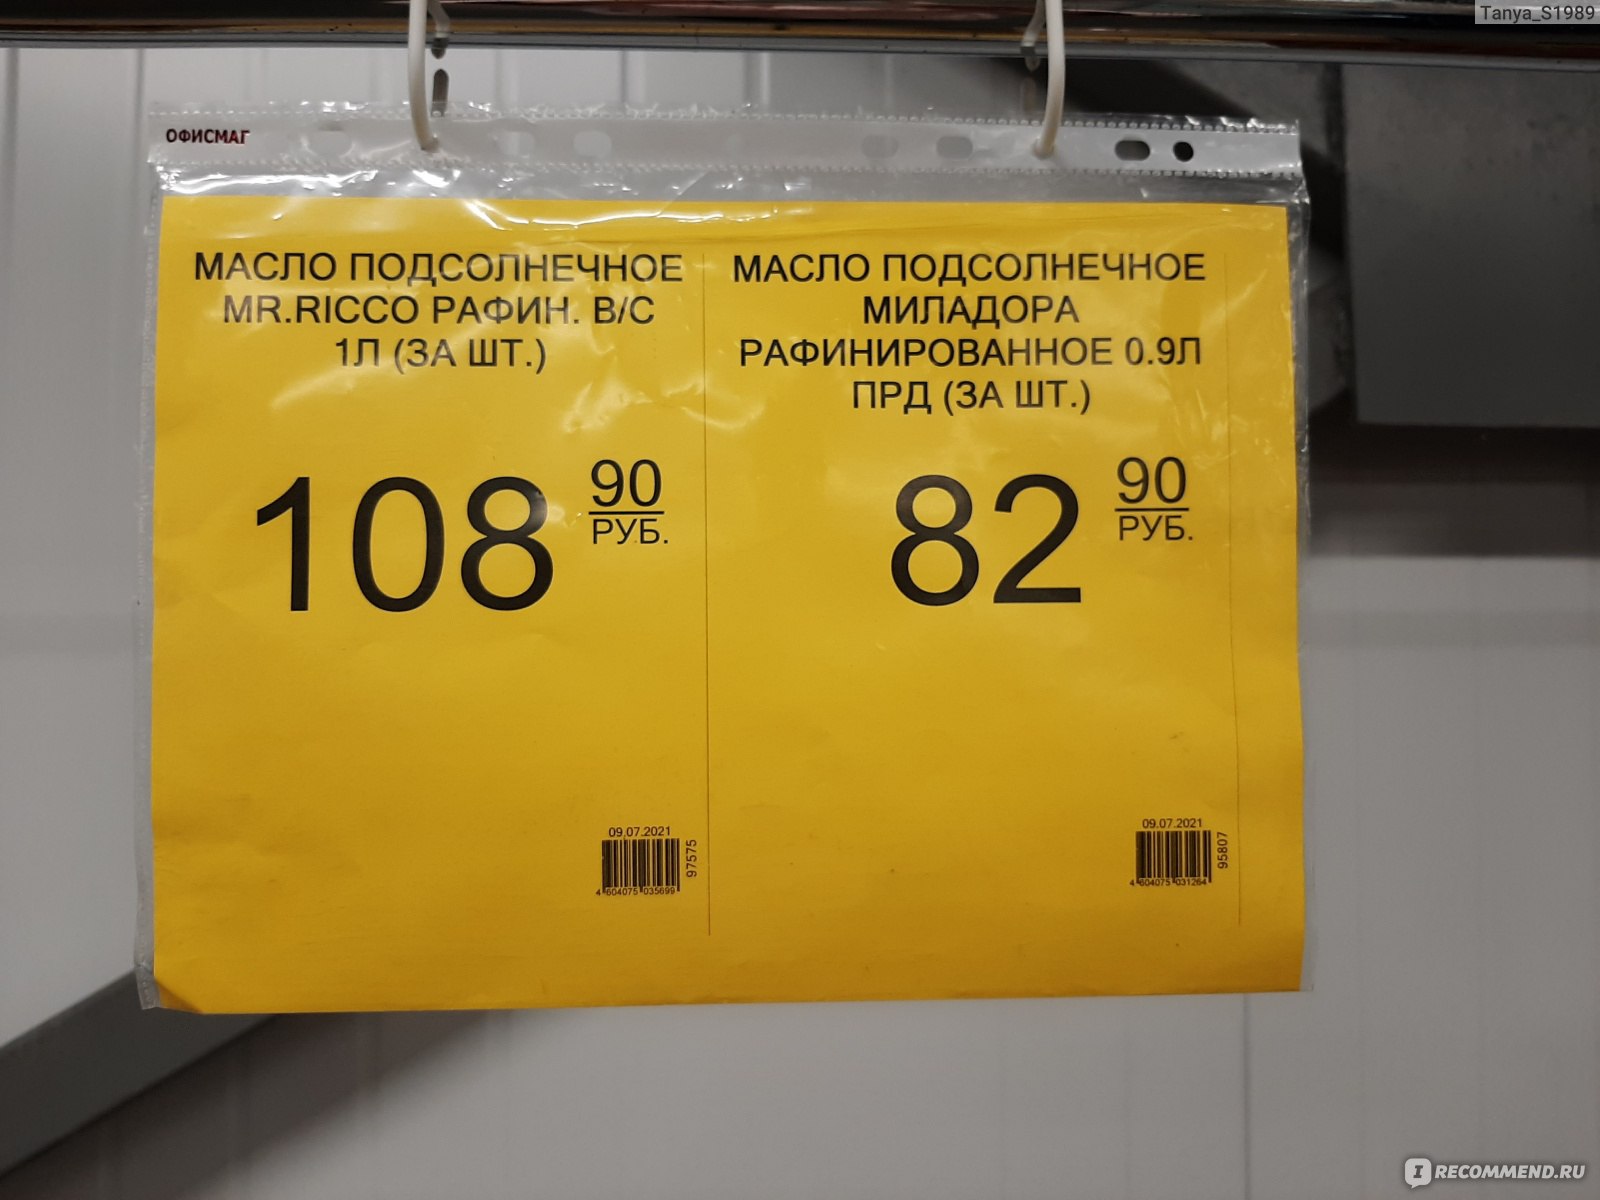 Tanya_S1989
ОФИСМАГ
МАСЛО ПОДСОЛНЕЧНОЕ
MR.RICCO РАФИН. В/С
1Л (ЗА ШТ.)
108 90
РУБ.
09.07.2021
97575
4 604075 035699
МАСЛО ПОДСОЛНЕЧНОЕ
МИЛАДОРА
РАФИНИРОВАННОЕ 0.9Л
ПРД (ЗА ШТ.)
82 90
РУБ.
09.07.2021
95807
4 604075 031264
IRECOMMEND.RU